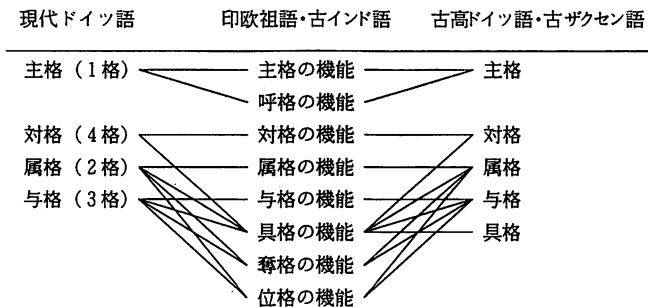 現代ドイツ語 印欧祖語・古インド語 古高ドイツ語・古ザクセン語
主格（1格） 主格の機能 主格
呼格の機能
対格（4格） 対格の機能 対格
属格（2格） 属格の機能 属格
与格（3格） 与格の機能 与格
具格の機能 具格
奪格の機能
位格の機能